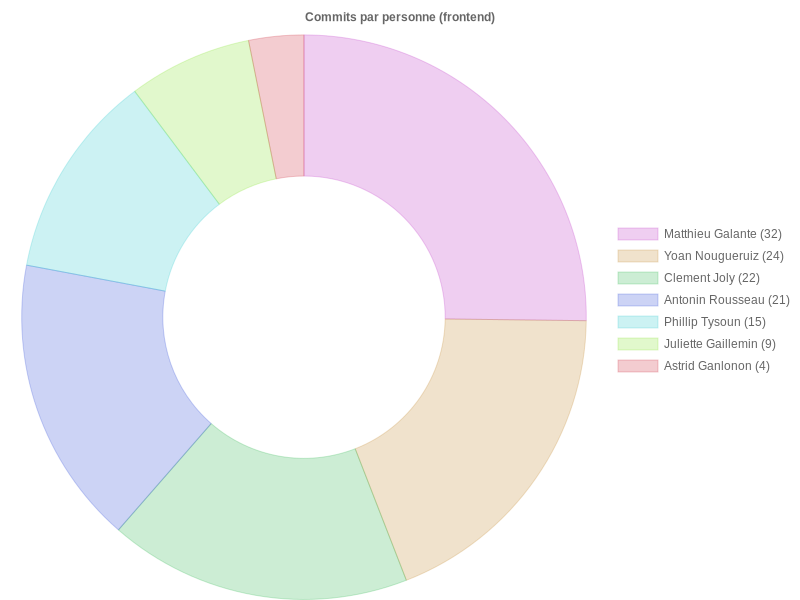 Commits par personne (frontend)
Matthieu Galante (32)
Yoan Nougueruiz (24)
Clement Joly (22)
Antonin Rousseau (21)
Phillip Tysoun (15)
Juliette Gaillemin (9)
Astrid Ganlonon (4)